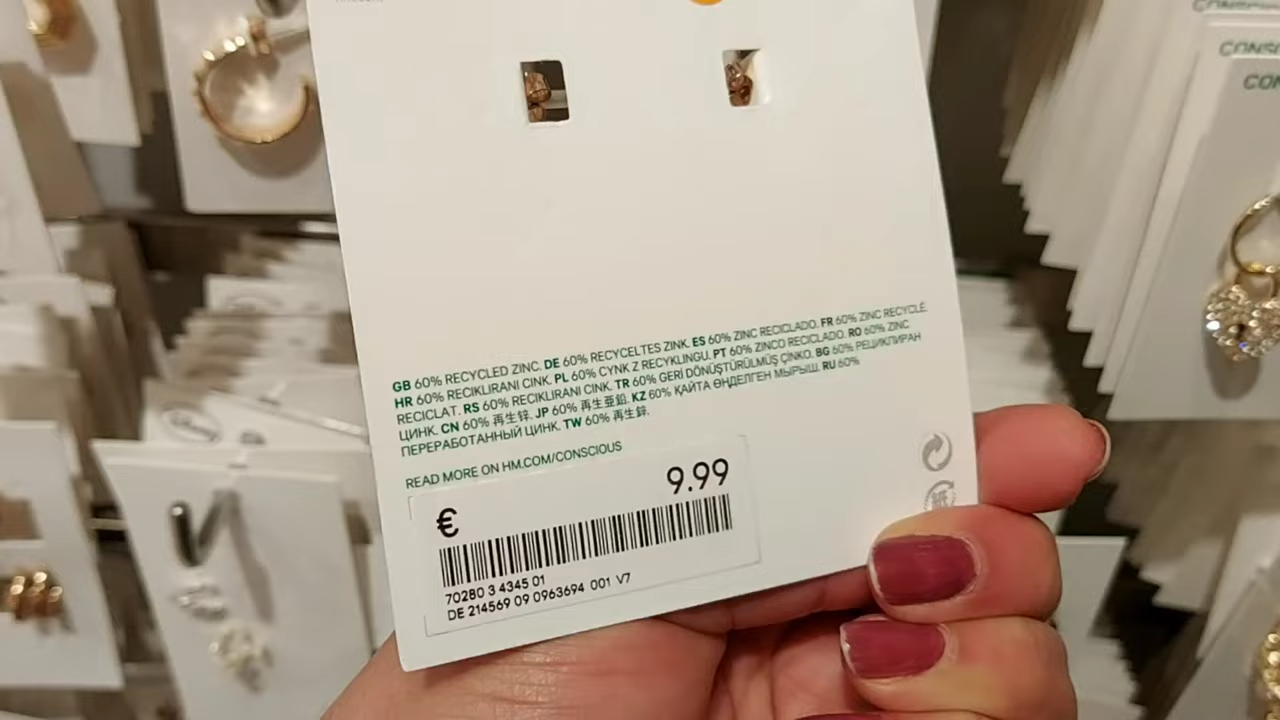 GB 60% RECYCLED ZINC. DE 60% RECYCELTES ZINK. ES 60% ZINC RECICLADO. FR 60% ZINC RECYCLÉ.
HR 60% RECIKLIRANI CINK. PL 60% CYNK Z RECYKLINGU. PT 60% ZINCO RECICLADO. RO 60% ZINC
RECICLAT. RS 60% RECIKLIRANI CINK. TR 60% GERİ DÖNÜŞTÜRÜLMÜŞ ÇİNKO. BG 60% РЕЦИКЛИРАН
ЦИНК. CN 60% 再生锌. JP 60% 再生亜鉛. KZ 60% ҚАЙТА ӨҢДЕЛГЕН МЫРЫШ. RU 60%
ПЕРЕРАБОТАННЫЙ ЦИНК. TW 60% 再生鋅.
READ MORE ON HM.COM/CONSCIOUS
9.99
€
70280 3 4345 01
DE 214569 09 0963694 001 V7